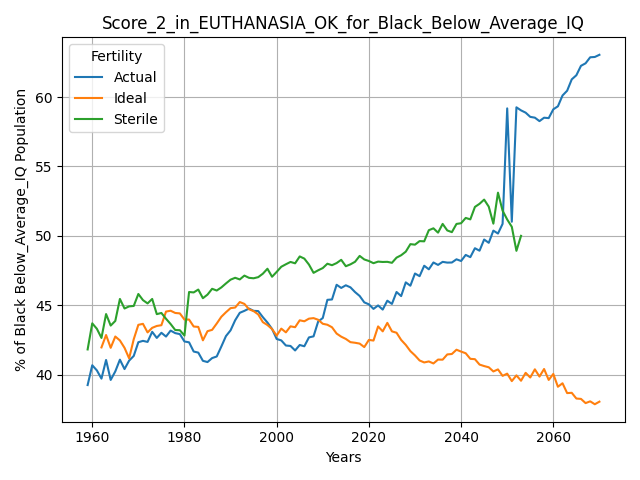 Score_2_in_EUTHANASIA_OK_for_Black_Below_Average_IQ
Fertility
Actual
Ideal
Sterile
% of Black Below_Average_IQ Population
60
55
50
45
40
1960 1980 2000 2020 2040 2060
Years